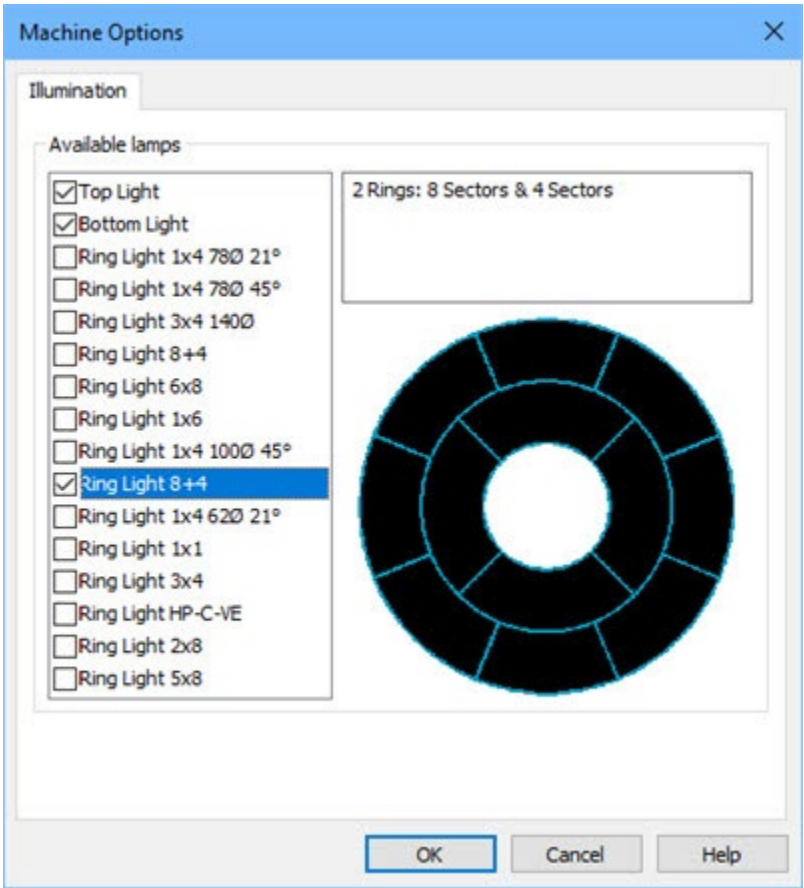 Machine Options
Illumination
Available lamps
Top Light
Bottom Light
Ring Light 1x4 78Ø 21°
Ring Light 1x4 78Ø 45°
Ring Light 3x4 140Ø
Ring Light 8+4
Ring Light 6x8
Ring Light 1x6
Ring Light 1x4 100Ø 45°
Ring Light 8+4
Ring Light 1x4 62Ø 21°
Ring Light 1x1
Ring Light 3x4
Ring Light HP-C-VE
Ring Light 2x8
Ring Light 5x8
2 Rings: 8 Sectors & 4 Sectors
OK
Cancel
Help